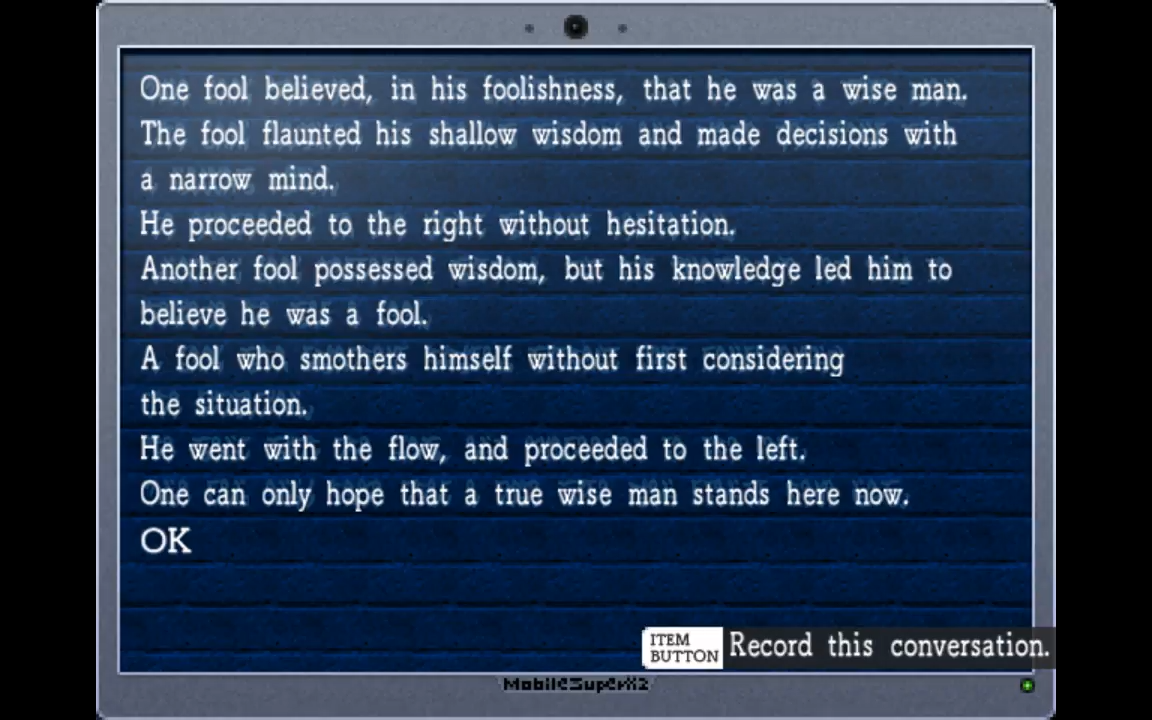 One fool believed, in his foolishness, that he was a wise man.
The fool flaunted his shallow wisdom and made decisions with
a narrow mind.
He proceeded to the right without hesitation.
Another fool possessed wisdom, but his knowledge led him to
believe he was a fool.
A fool who smothers himself without first considering
the situation.
He went with the flow, and proceeded to the left.
One can only hope that a true wise man stands here now.
OK
ITEM
BUTTON
Record this conversation.
MobileSuperX2